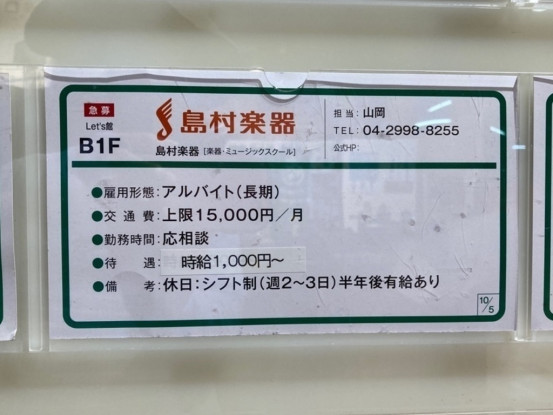 急募
Let's館
B1F
島村楽器
島村楽器 [楽器・ミュージックスクール]
担当：山岡
TEL：04-2998-8255
公式HP：
●雇用形態：アルバイト（長期）
●交通費：上限15,000円／月
●勤務時間：応相談
●待遇：時給1,000円～
●備考：休日：シフト制（週2～3日）半年後有給あり
10/5